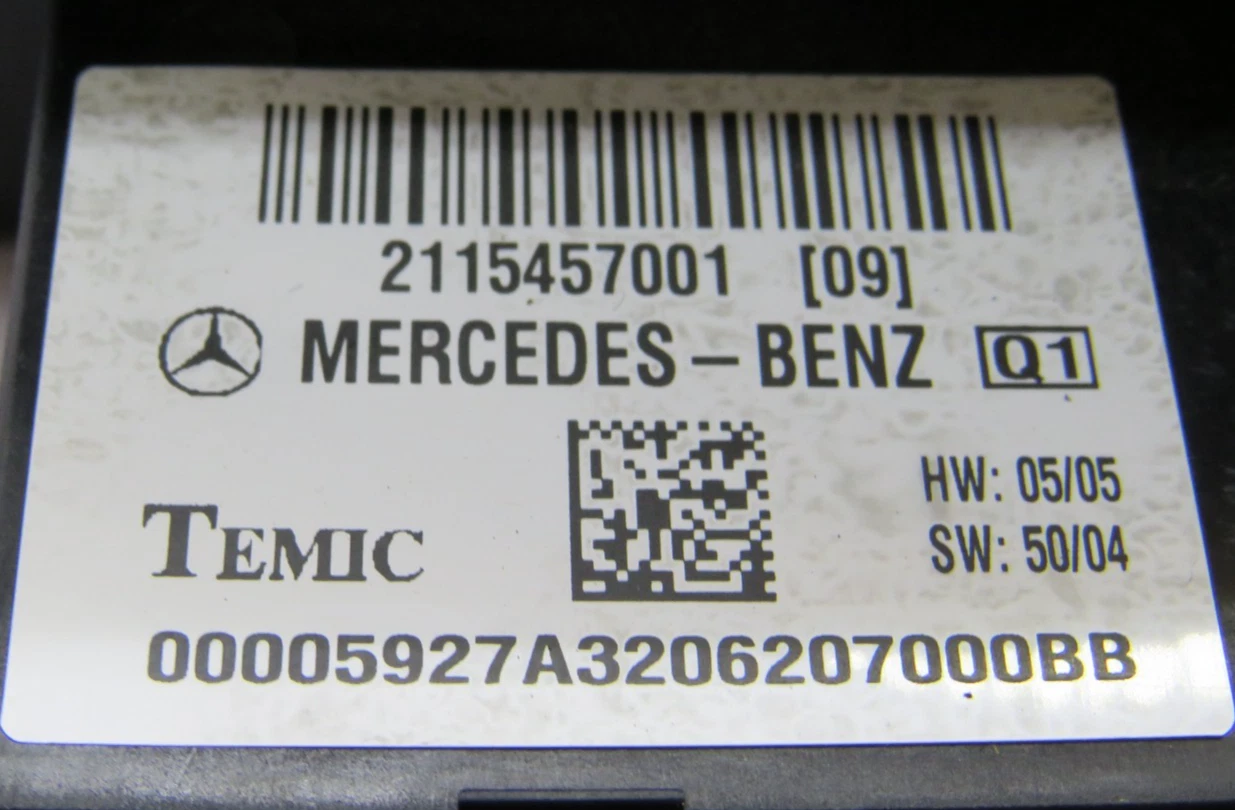 2115457001 [09]
MERCEDES-BENZ Q1
HW: 05/05
TEMIC
SW: 50/04
00005927A3206207000BB